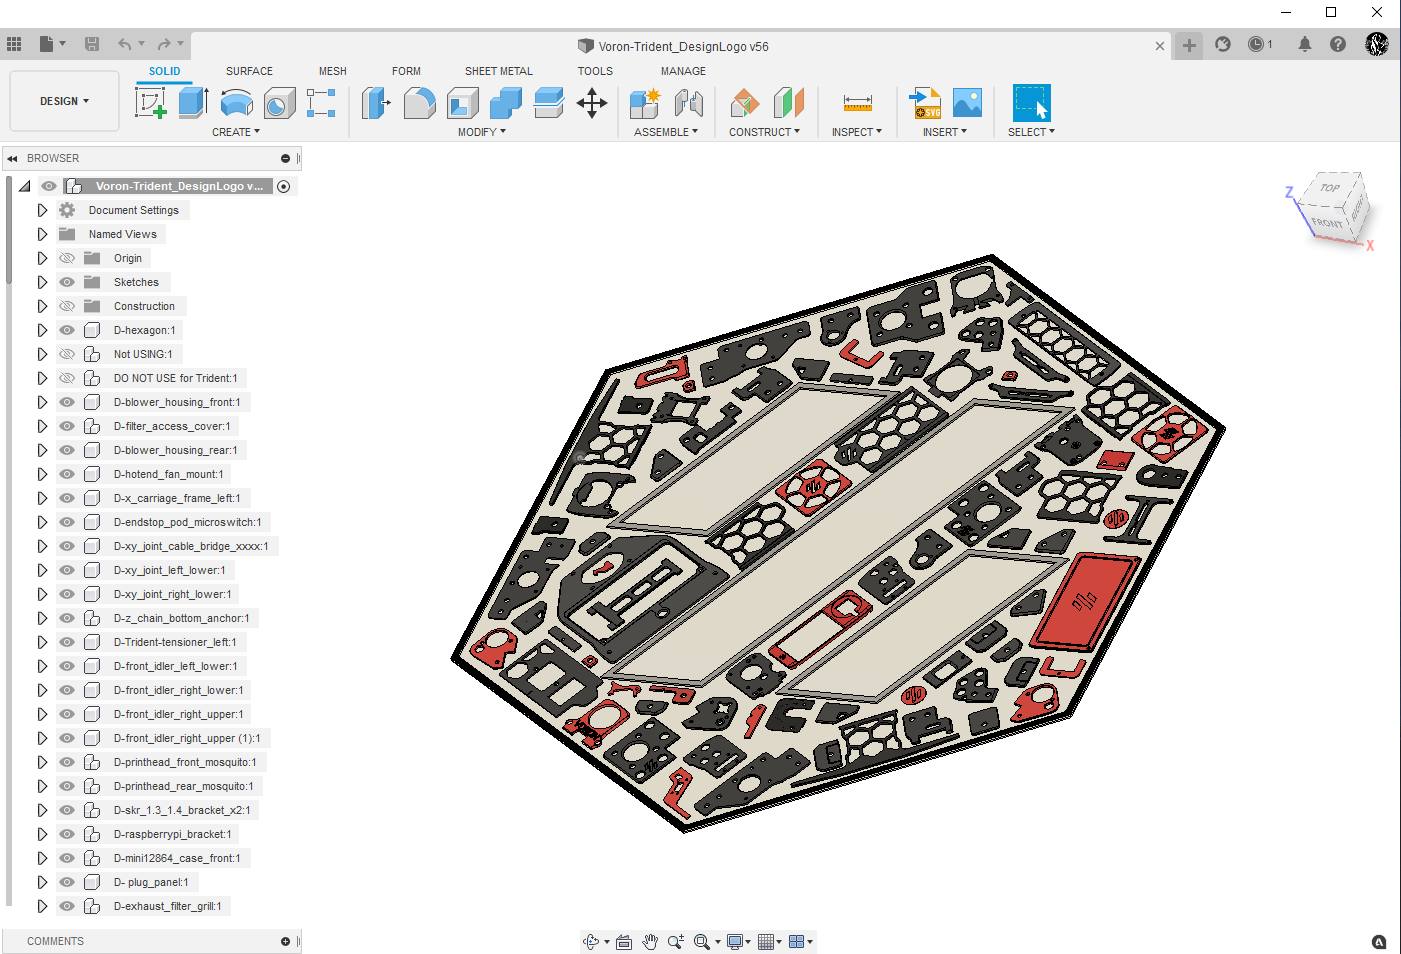 Voron-Trident_DesignLogo v56
1
SOLID SURFACE MESH FORM SHEET METAL TOOLS MANAGE
DESIGN
SVG
CREATE MODIFY ASSEMBLE CONSTRUCT INSPECT INSERT SELECT
BROWSER
Voron-Trident_DesignLogo v...
Document Settings
Named Views
Origin
Sketches
Construction
D-hexagon:1
Not USING:1
DO NOT USE for Trident:1
D-blower_housing_front:1
D-filter_access_cover:1
D-blower_housing_rear:1
D-hotend_fan_mount:1
D-x_carriage_frame_left:1
D-endstop_pod_microswitch:1
D-xy_joint_cable_bridge_xxxx:1
D-xy_joint_left_lower:1
D-xy_joint_right_lower:1
D-z_chain_bottom_anchor:1
D-Trident-tensioner_left:1
D-front_idler_left_lower:1
D-front_idler_right_lower:1
D-front_idler_right_upper:1
D-front_idler_right_upper (1):1
D-printhead_front_mosquito:1
D-printhead_rear_mosquito:1
D-skr_1.3_1.4_bracket_x2:1
D-raspberrypi_bracket:1
D-mini12864_case_front:1
D- plug_panel:1
D-exhaust_filter_grill:1
COMMENTS
Z
TOP
FRONT
RIGHT
X